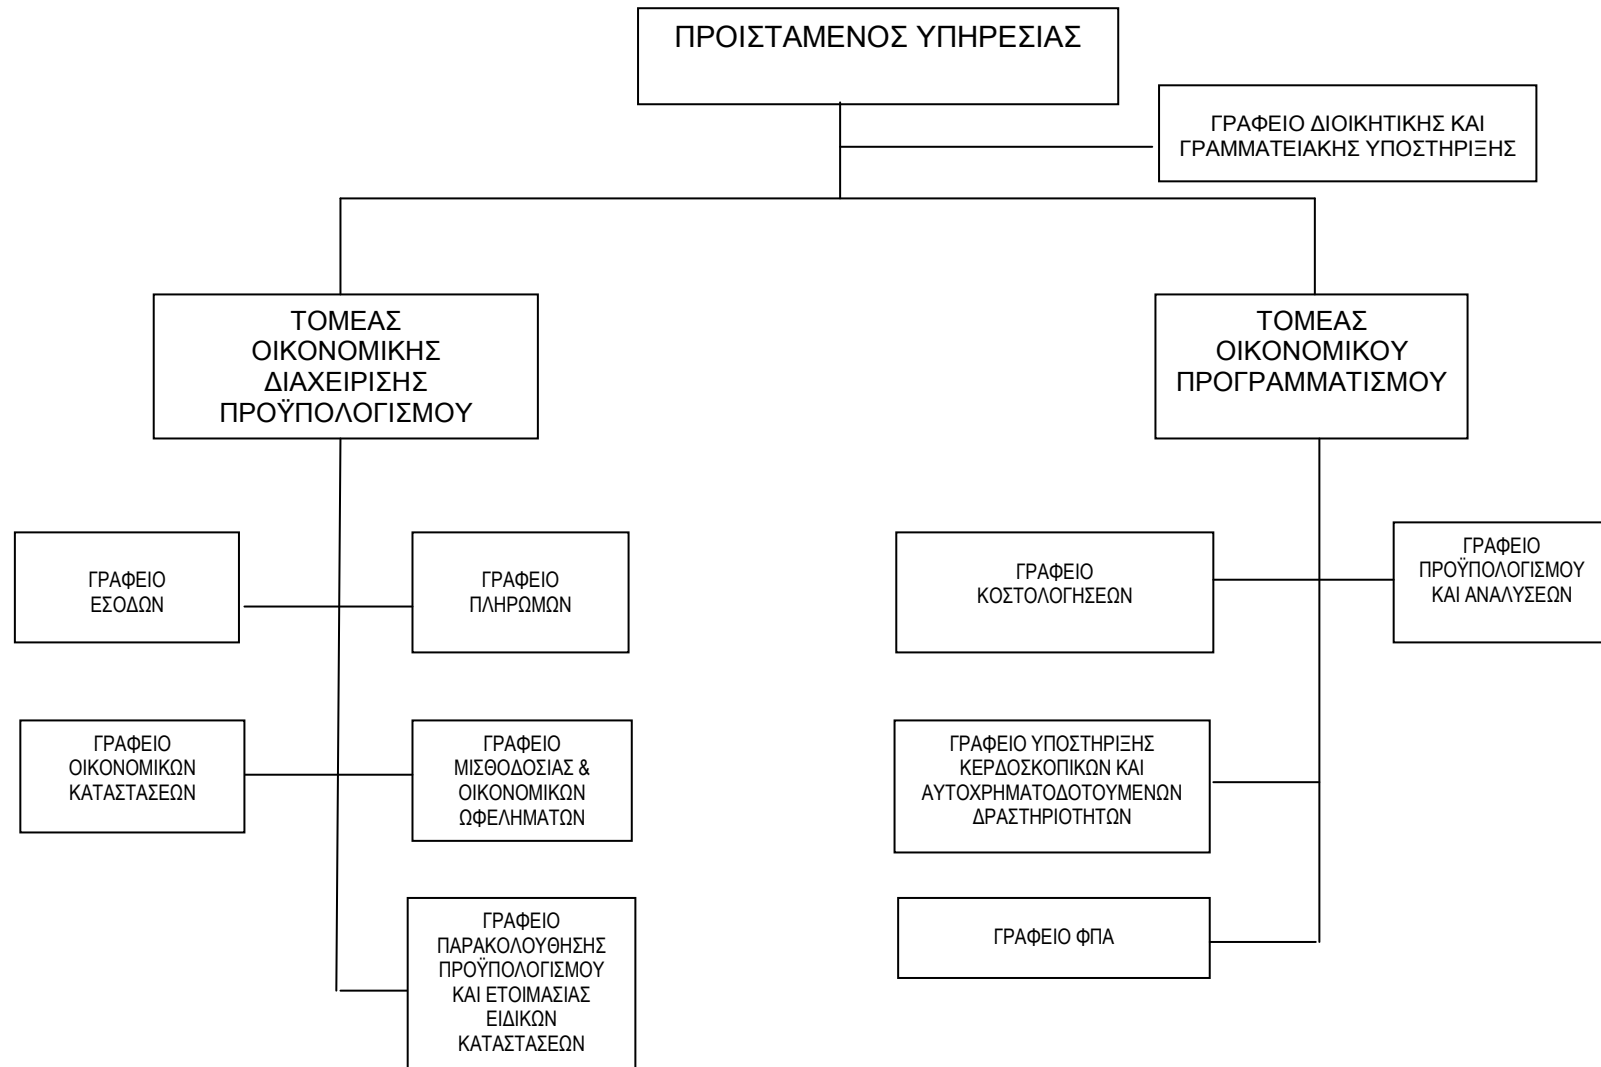 ΠΡΟΙΣΤΑΜΕΝΟΣ ΥΠΗΡΕΣΙΑΣ
ΓΡΑΦΕΙΟ ΔΙΟΙΚΗΤΙΚΗΣ ΚΑΙ
ΓΡΑΜΜΑΤΕΙΑΚΗΣ ΥΠΟΣΤΗΡΙΞΗΣ
ΤΟΜΕΑΣ
ΟΙΚΟΝΟΜΙΚΗΣ
ΔΙΑΧΕΙΡΙΣΗΣ
ΠΡΟΫΠΟΛΟΓΙΣΜΟΥ
ΤΟΜΕΑΣ
ΟΙΚΟΝΟΜΙΚΟΥ
ΠΡΟΓΡΑΜΜΑΤΙΣΜΟΥ
ΓΡΑΦΕΙΟ
ΕΣΟΔΩΝ
ΓΡΑΦΕΙΟ
ΠΛΗΡΩΜΩΝ
ΓΡΑΦΕΙΟ
ΚΟΣΤΟΛΟΓΗΣΕΩΝ
ΓΡΑΦΕΙΟ
ΠΡΟΫΠΟΛΟΓΙΣΜΟΥ
ΚΑΙ ΑΝΑΛΥΣΕΩΝ
ΓΡΑΦΕΙΟ
ΟΙΚΟΝΟΜΙΚΩΝ
ΚΑΤΑΣΤΑΣΕΩΝ
ΓΡΑΦΕΙΟ
ΜΙΣΘΟΔΟΣΙΑΣ &
ΟΙΚΟΝΟΜΙΚΩΝ
ΩΦΕΛΗΜΑΤΩΝ
ΓΡΑΦΕΙΟ ΥΠΟΣΤΗΡΙΞΗΣ
ΚΕΡΔΟΣΚΟΠΙΚΩΝ ΚΑΙ
ΑΥΤΟΧΡΗΜΑΤΟΔΟΤΟΥΜΕΝΩΝ
ΔΡΑΣΤΗΡΙΟΤΗΤΩΝ
ΓΡΑΦΕΙΟ
ΠΑΡΑΚΟΛΟΥΘΗΣΗΣ
ΠΡΟΫΠΟΛΟΓΙΣΜΟΥ
ΚΑΙ ΕΤΟΙΜΑΣΙΑΣ
ΕΙΔΙΚΩΝ
ΚΑΤΑΣΤΑΣΕΩΝ
ΓΡΑΦΕΙΟ ΦΠΑ